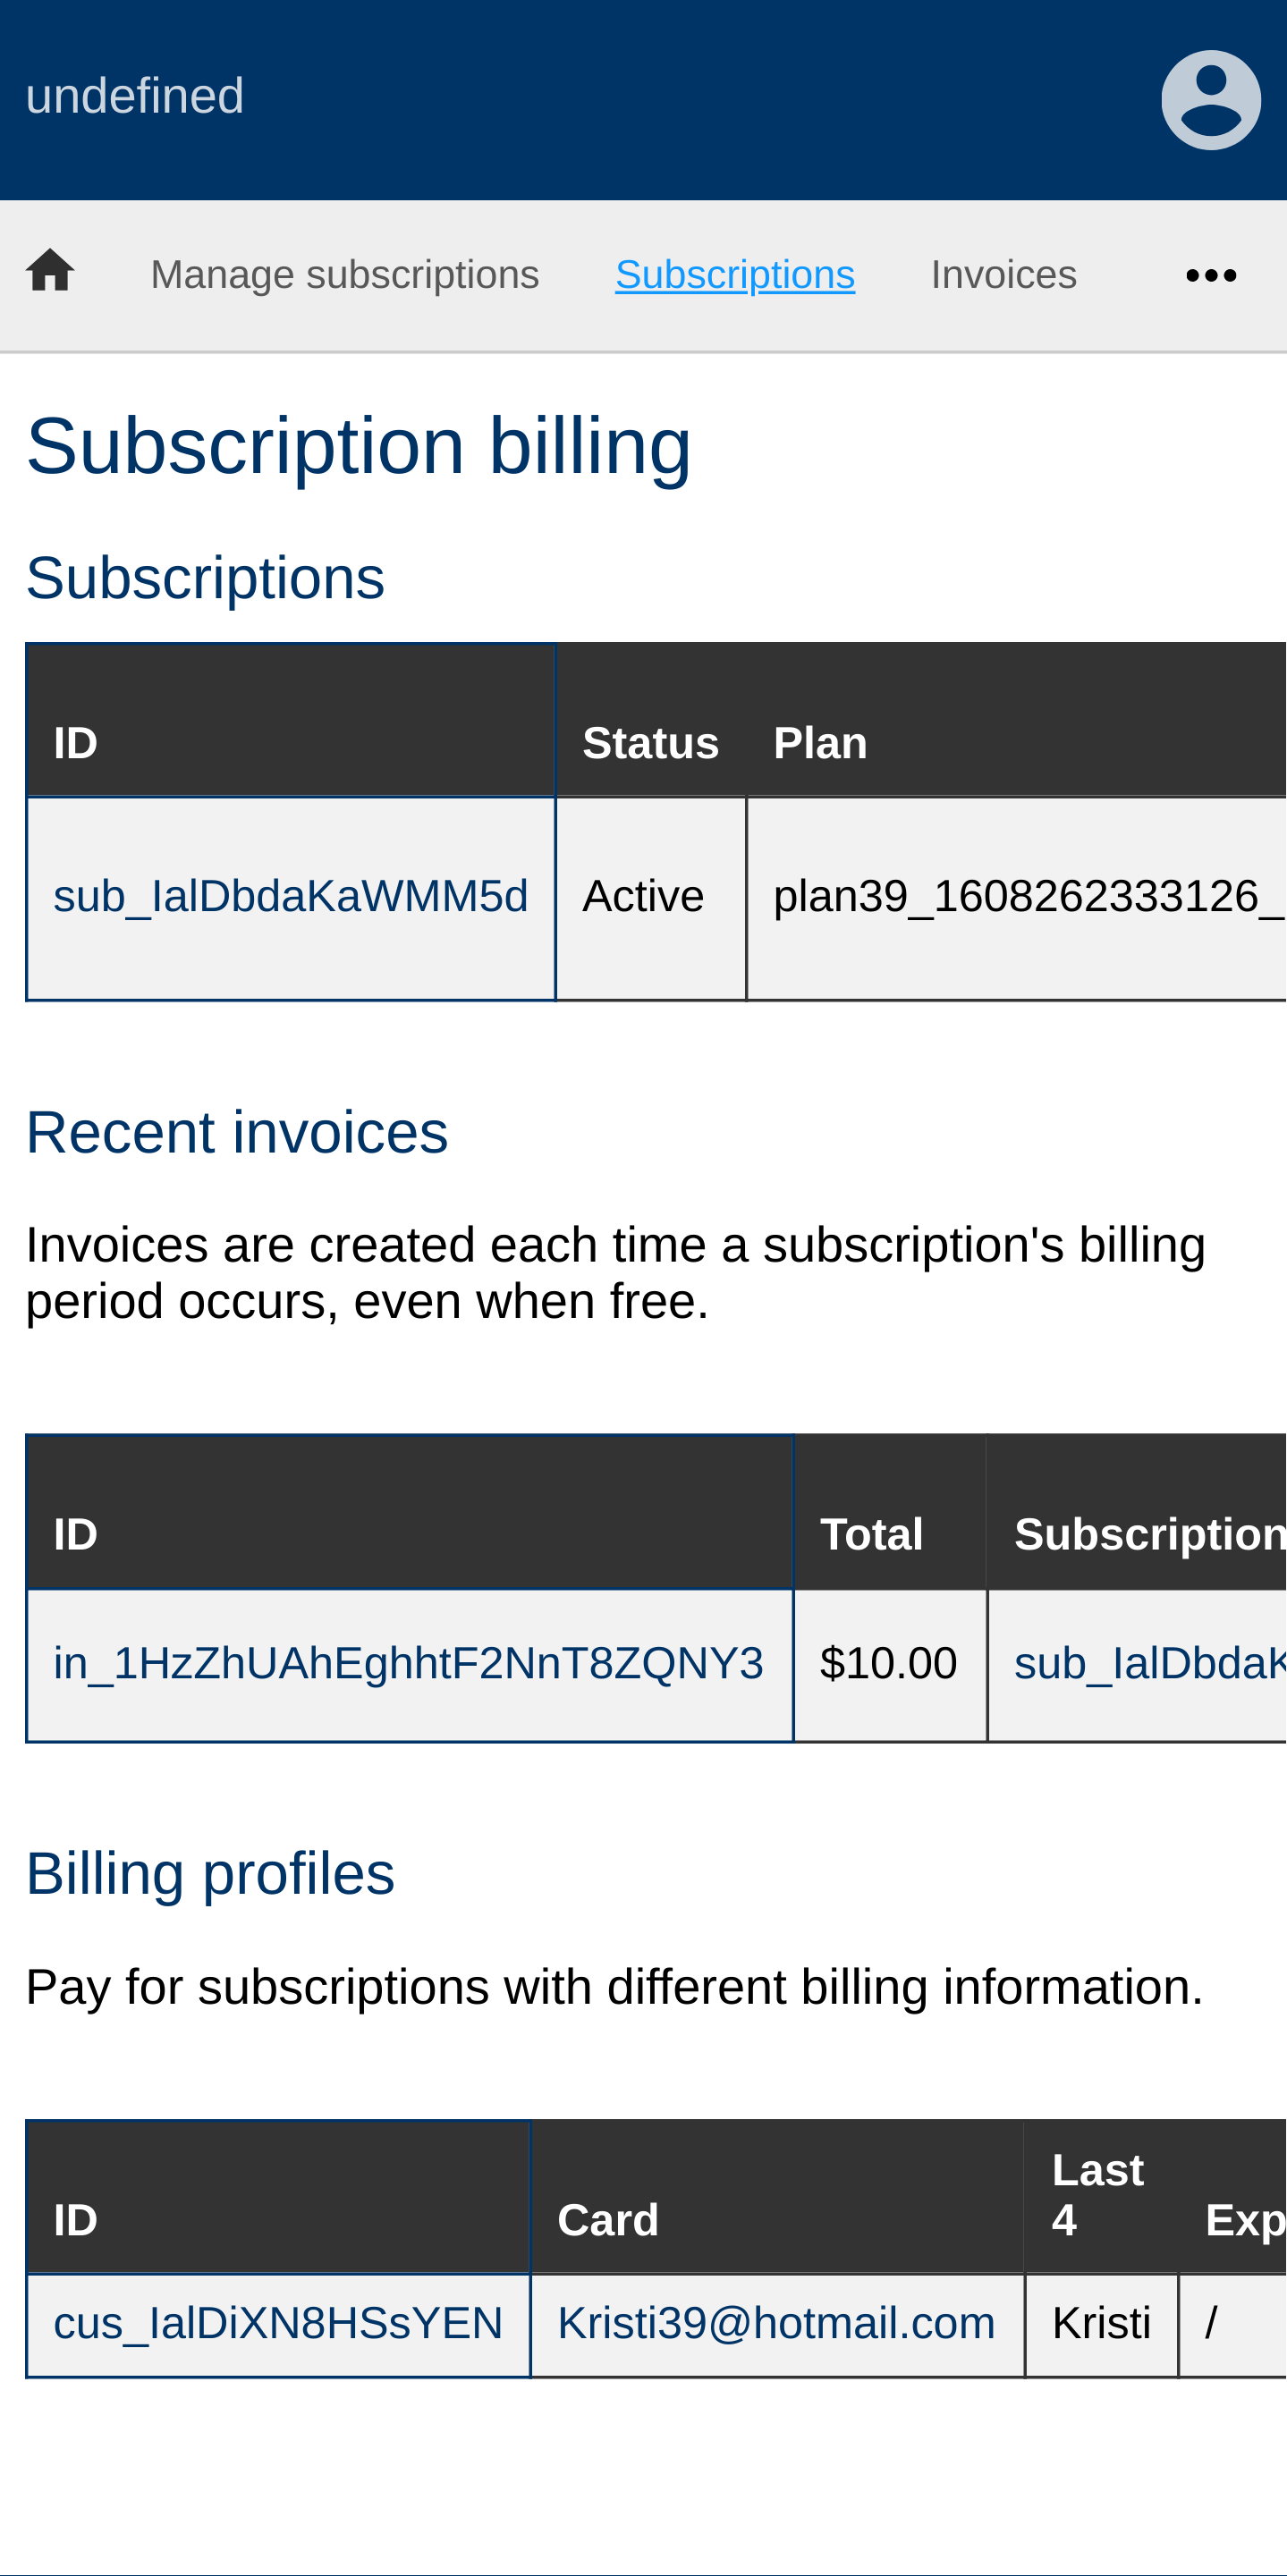 undefined
Manage subscriptions Subscriptions Invoices •••
Subscription billing
Subscriptions
ID Status Plan
sub_IalDbdaKaWMM5d Active plan39_1608262333126_
Recent invoices
Invoices are created each time a subscription's billing
period occurs, even when free.
ID Total Subscription
in_1HzZhUAhEghhtF2NnT8ZQNY3 $10.00 sub_IalDbdaK
Billing profiles
Pay for subscriptions with different billing information.
ID Card Last 4 Exp
cus_IalDiXN8HSsYEN Kristi39@hotmail.com Kristi /